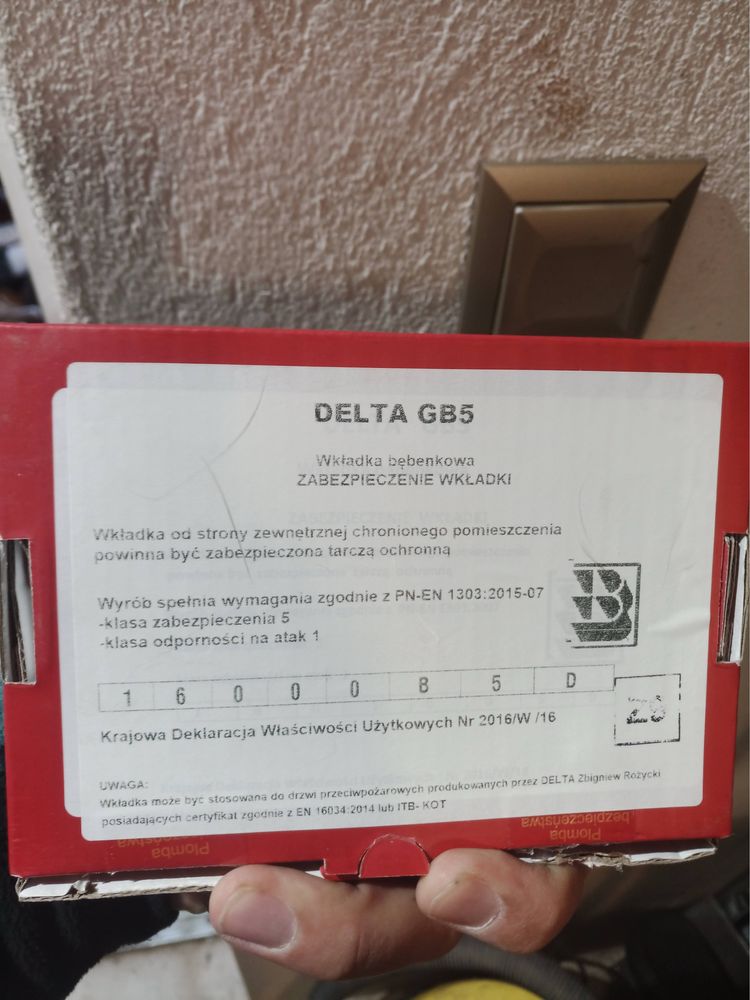 DELTA GB5
Wkładka bębenkowa
ZABEZPIECZENIE WKŁADKI
Wkładka od strony zewnętrznej chronionego pomieszczenia
powinna być zabezpieczona tarczą ochronną
Wyrób spełnia wymagania zgodnie z PN-EN 1303:2015-07
-klasa zabezpieczenia 5
-klasa odporności na atak 1
B
1 6 0 0 0 8 5 D
Krajowa Deklaracja Właściwości Użytkowych Nr 2016/W /16
UWAGA:
Wkładka może być stosowana do drzwi przeciwpożarowych produkowanych przez DELTA Zbigniew Rożycki
posiadających certyfikat zgodnie z EN 16034:2014 lub ITB- KOT
Plomba
bezpieczeństwa
Plomba